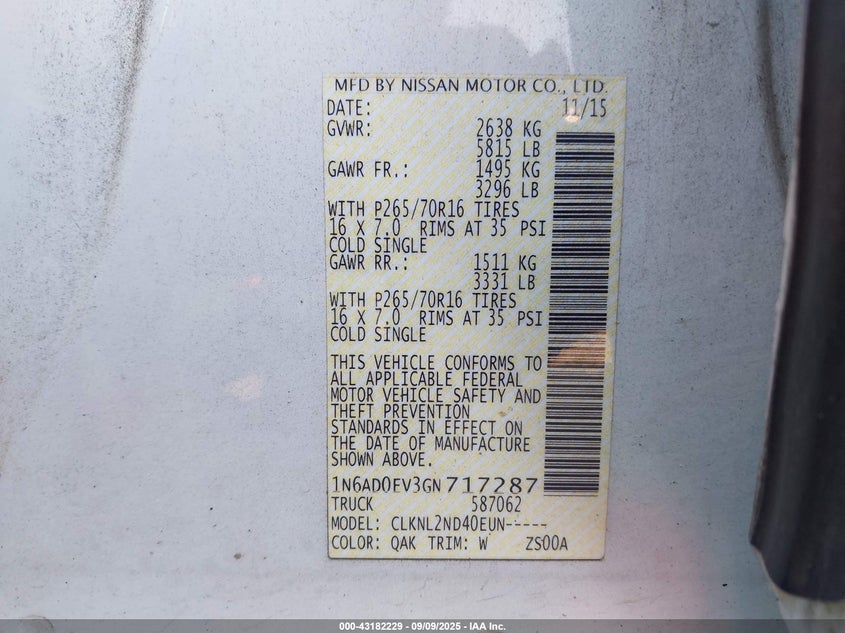 MFD BY NISSAN MOTOR CO., LTD.
DATE: 11/15
GVWR: 2638 KG
5815 LB
GAWR FR.: 1495 KG
3296 LB
WITH P265/70R16 TIRES
16 X 7.0 RIMS AT 35 PSI
COLD SINGLE
GAWR RR.: 1511 KG
3331 LB
WITH P265/70R16 TIRES
16 X 7.0 RIMS AT 35 PSI
COLD SINGLE
THIS VEHICLE CONFORMS TO
ALL APPLICABLE FEDERAL
MOTOR VEHICLE SAFETY AND
THEFT PREVENTION
STANDARDS IN EFFECT ON
THE DATE OF MANUFACTURE
SHOWN ABOVE.
1N6AD0EV3GN717287
TRUCK 587062
MODEL: CLKNL2ND40EUN-----
COLOR: QAK TRIM: W ZS00A
000-43182229 - 09/09/2025 - IAA Inc.